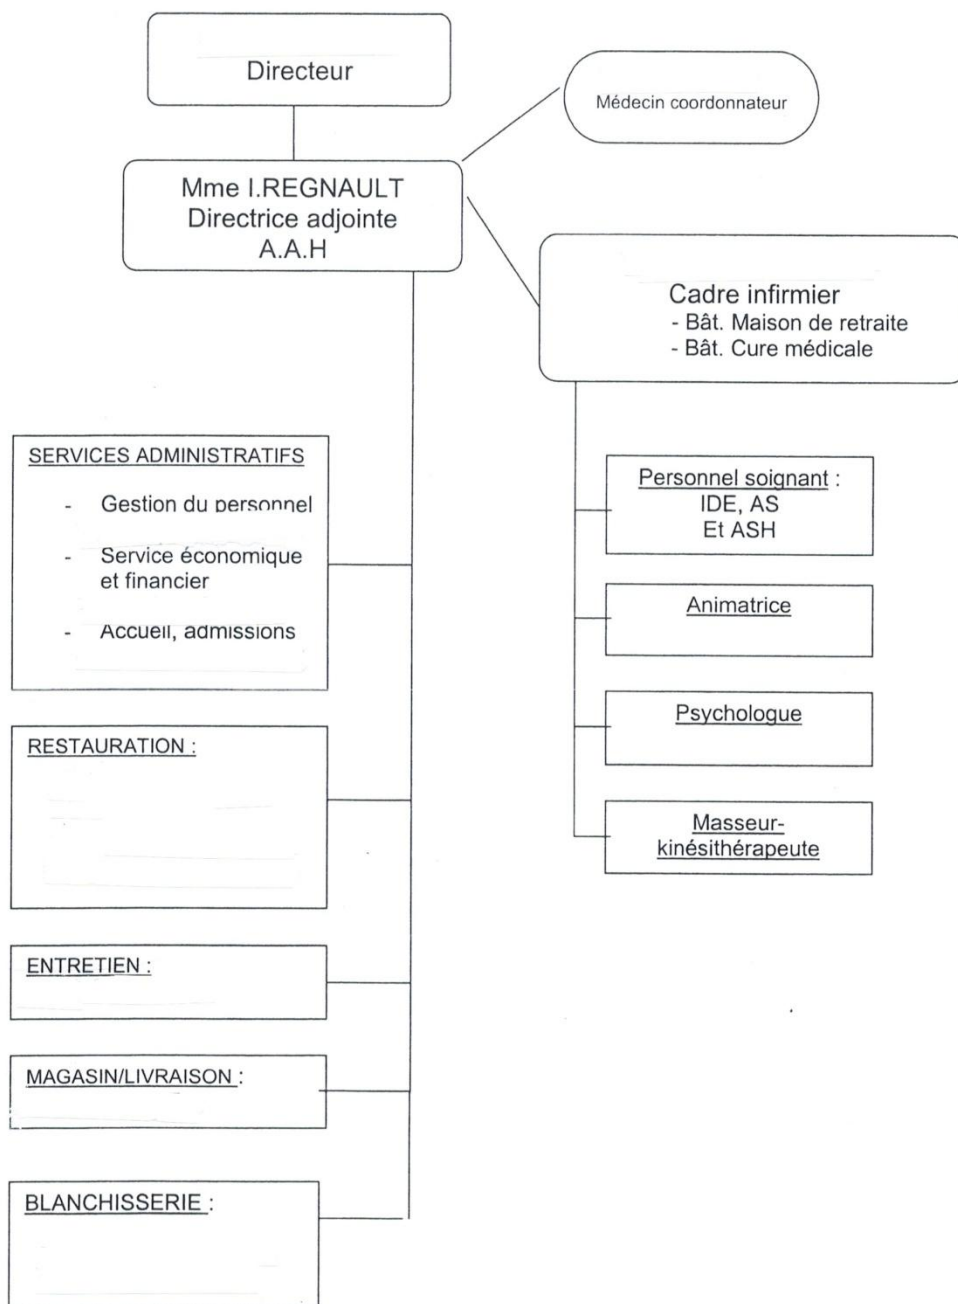 Directeur
Médecin coordonnateur
Mme I.REGNAULT
Directrice adjointe
A.A.H
Cadre infirmier
- Bât. Maison de retraite
- Bât. Cure médicale
SERVICES ADMINISTRATIFS
- Gestion du personnel
- Service économique
et financier
- Accueil, admissions
RESTAURATION :
ENTRETIEN :
MAGASIN/LIVRAISON :
BLANCHISSERIE :
Personnel soignant :
IDE, AS
Et ASH
Animatrice
Psychologue
Masseur-
kinésithérapeute